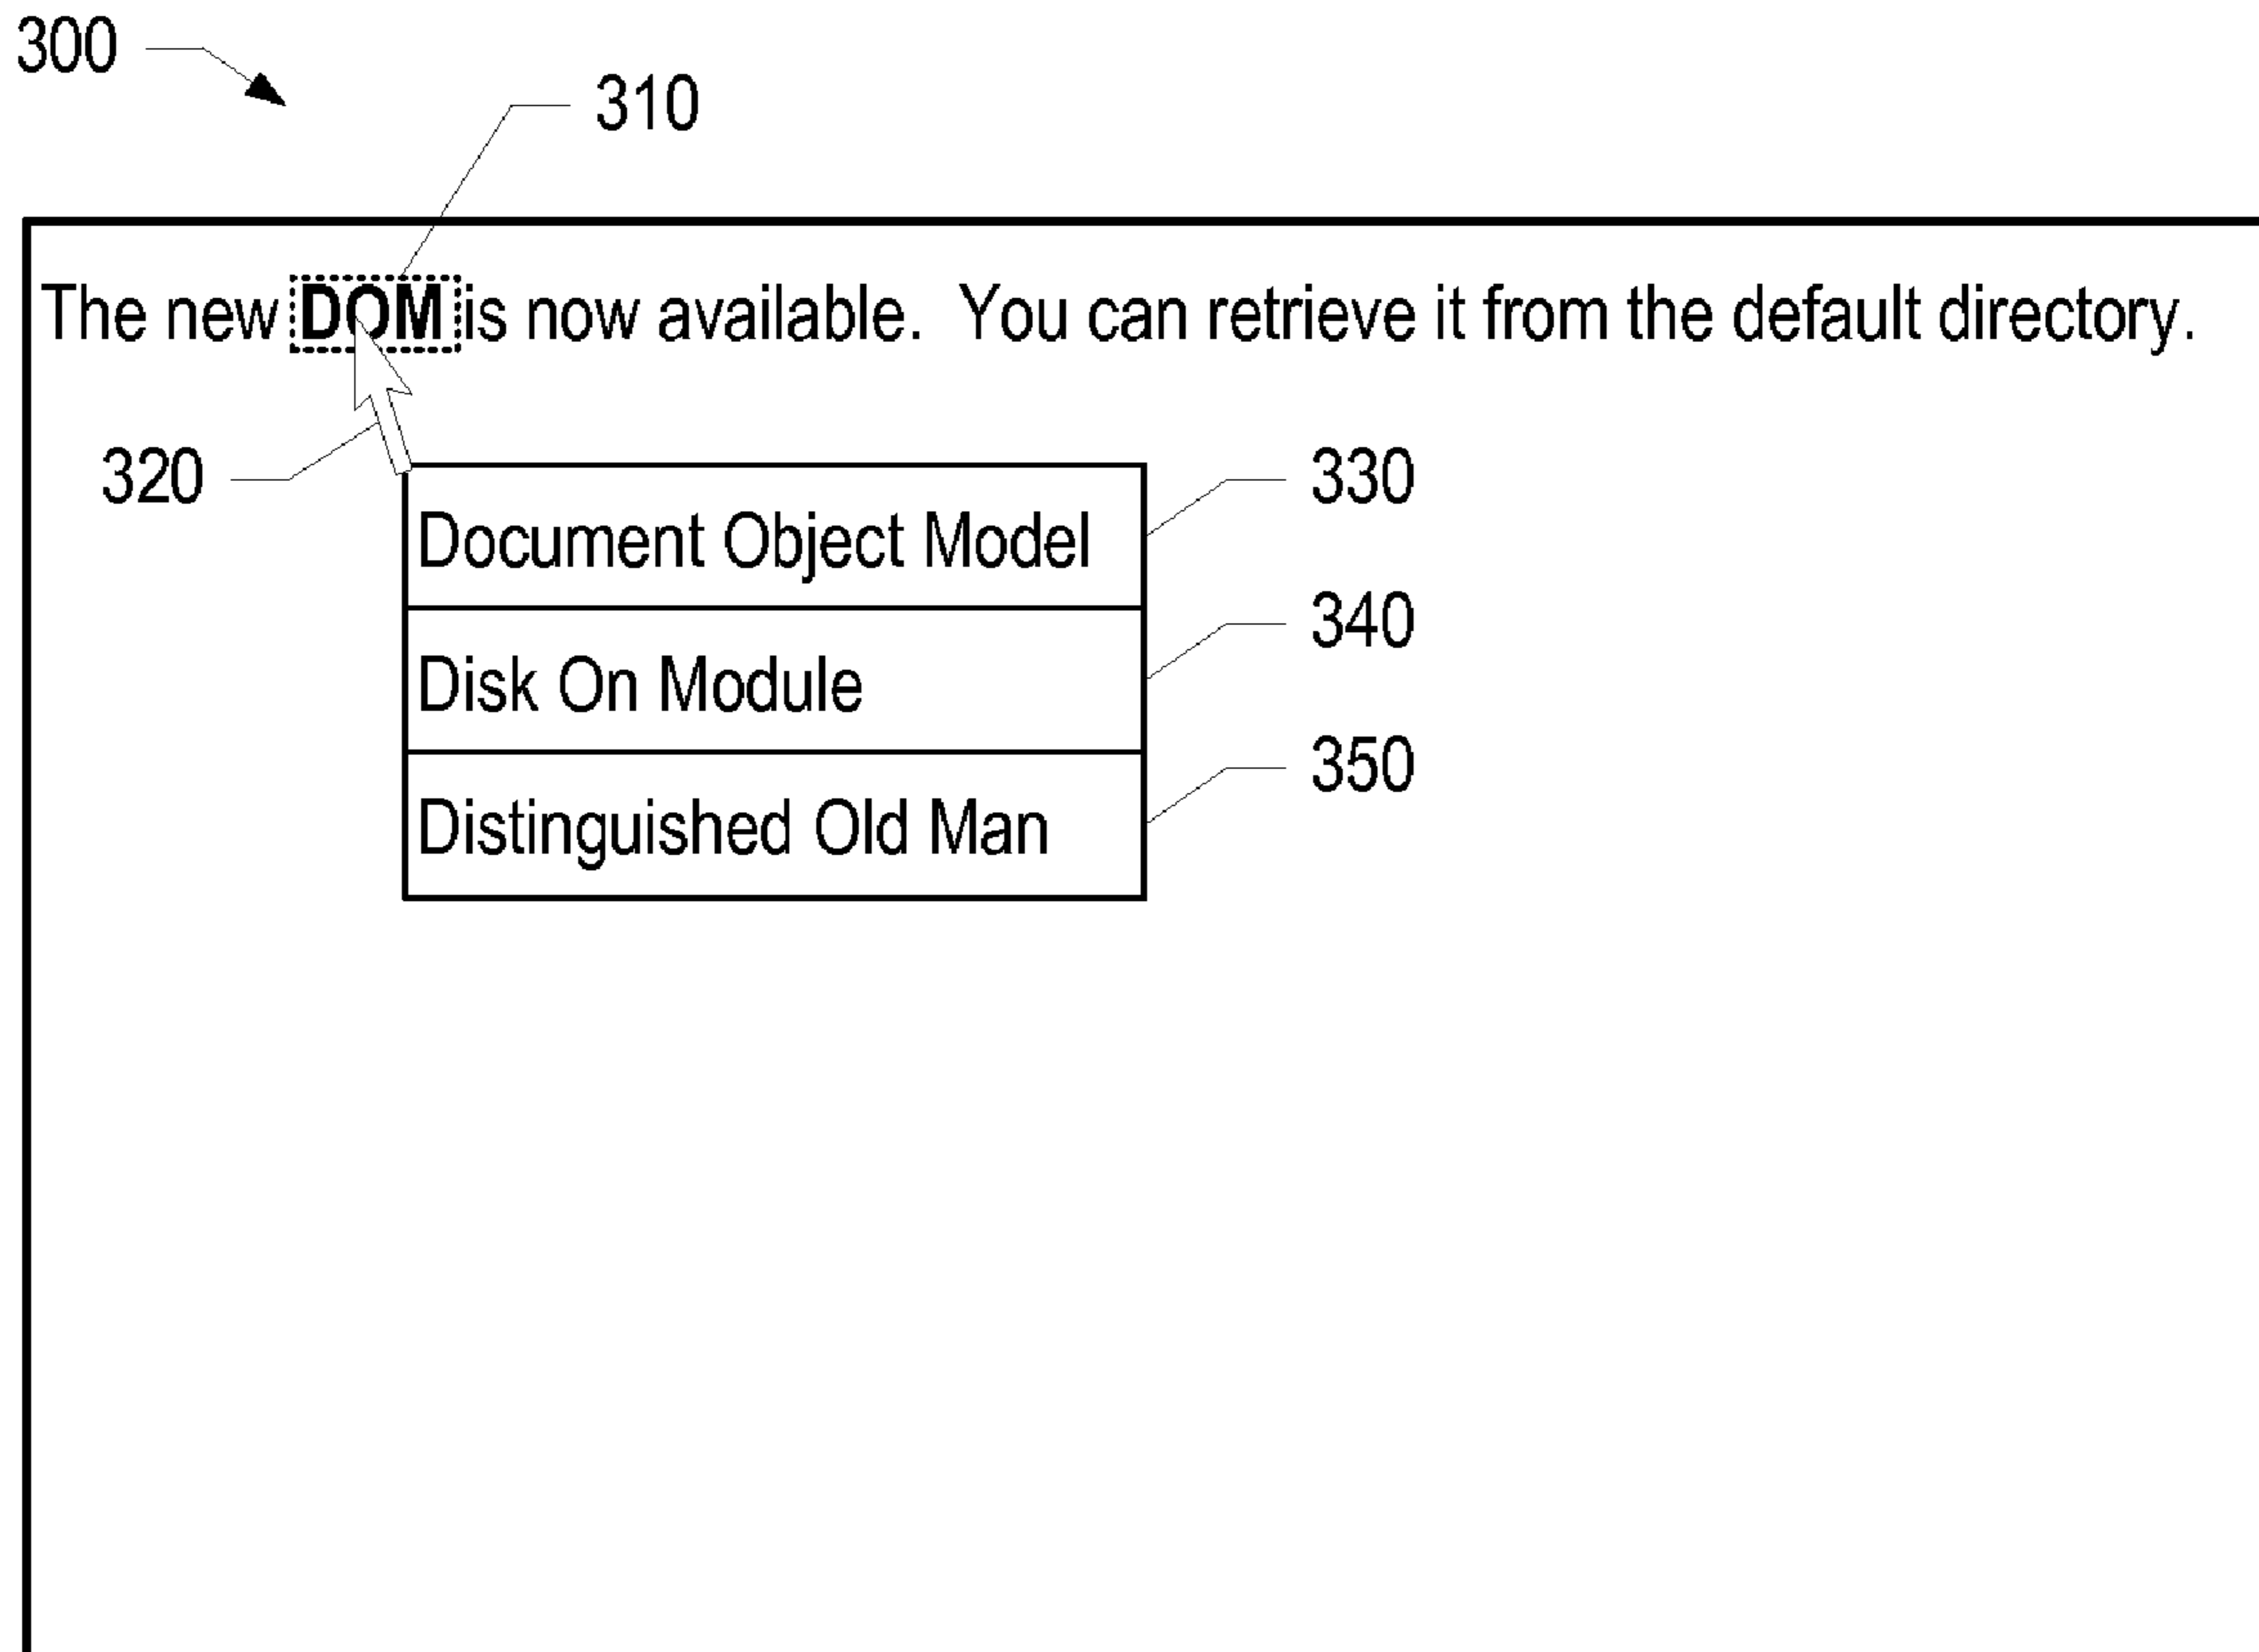 300
310
The new DOM is now available. You can retrieve it from the default directory.
320
330
Document Object Model
340
Disk On Module
350
Distinguished Old Man